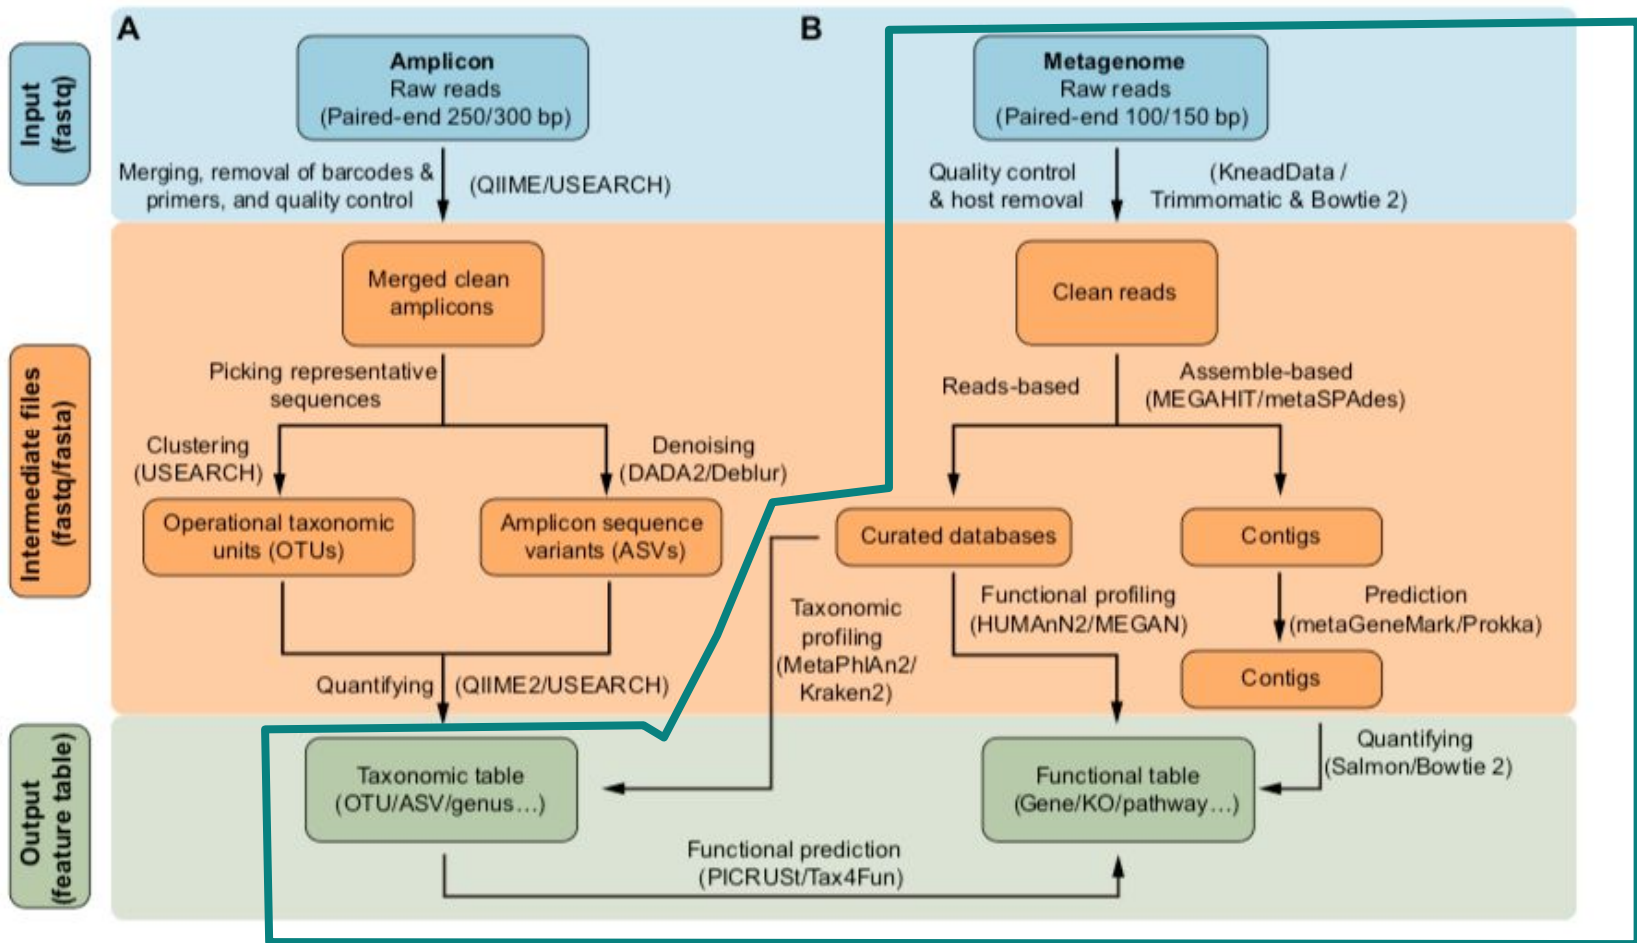 A
B
Input
(fastq)
Amplicon
Raw reads
(Paired-end 250/300 bp)
Metagenome
Raw reads
(Paired-end 100/150 bp)
Merging, removal of barcodes &
primers, and quality control
(QIIME/USEARCH)
Quality control
& host removal
(KneadData /
Trimmomatic & Bowtie 2)
Intermediate files
(fastq/fasta)
Merged clean
amplicons
Clean reads
Picking representative
sequences
Reads-based
Assemble-based
(MEGAHIT/metaSPAdes)
Clustering
(USEARCH)
Denoising
(DADA2/Deblur)
Operational taxonomic
units (OTUs)
Amplicon sequence
variants (ASVs)
Curated databases
Contigs
Taxonomic
profiling
(MetaPhlAn2/
Kraken2)
Functional profiling
(HUMAnN2/MEGAN)
Prediction
(metaGeneMark/Prokka)
Contigs
Quantifying
(QIIME2/USEARCH)
Output
(feature table)
Taxonomic table
(OTU/ASV/genus…)
Functional table
(Gene/KO/pathway…)
Quantifying
(Salmon/Bowtie 2)
Functional prediction
(PICRUSt/Tax4Fun)